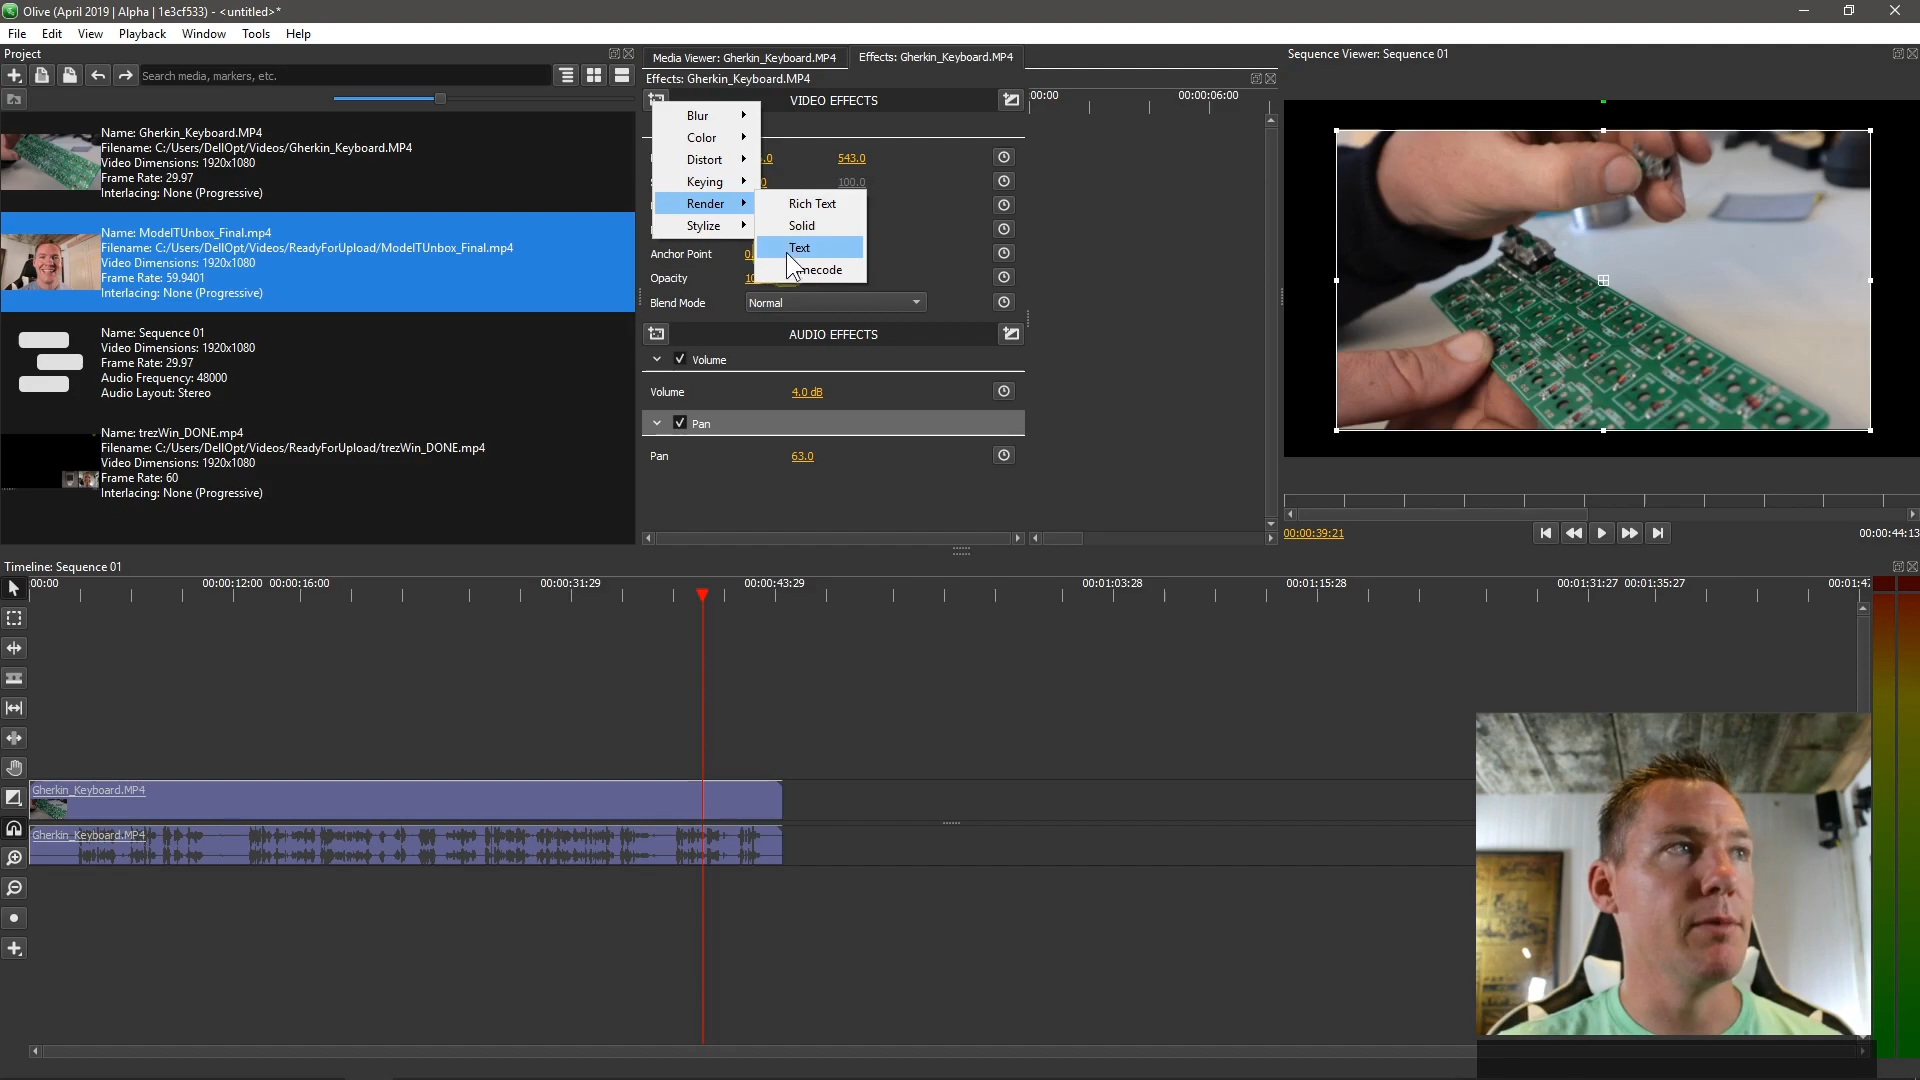 Olive (April 2019 | Alpha | 1e3cf533) - <untitled>*
File Edit View Playback Window Tools Help
Project
Search media, markers, etc.
Name: Gherkin_Keyboard.MP4
Filename: C:/Users/DellOpt/Videos/Gherkin_Keyboard.MP4
Video Dimensions: 1920x1080
Frame Rate: 29.97
Interlacing: None (Progressive)
Name: ModelTUnbox_Final.mp4
Filename: C:/Users/DellOpt/Videos/ReadyForUpload/ModelTUnbox_Final.mp4
Video Dimensions: 1920x1080
Frame Rate: 59.9401
Interlacing: None (Progressive)
Name: Sequence 01
Video Dimensions: 1920x1080
Frame Rate: 29.97
Audio Frequency: 48000
Audio Layout: Stereo
Name: trezWin_DONE.mp4
Filename: C:/Users/DellOpt/Videos/ReadyForUpload/trezWin_DONE.mp4
Video Dimensions: 1920x1080
Frame Rate: 60
Interlacing: None (Progressive)
Media Viewer: Gherkin_Keyboard.MP4 Effects: Gherkin_Keyboard.MP4
Effects: Gherkin_Keyboard.MP4
VIDEO EFFECTS
:00:00 00:00:06:00
Blur
Color
Distort
Keying
Render
Stylize
Rich Text
Solid
Text
543.0
100.0
Anchor Point
Opacity
Blend Mode Normal
AUDIO EFFECTS
Volume
Volume 4.0 dB
Pan
Pan 63.0
Sequence Viewer: Sequence 01
00:00:39:21 00:00:44:13
Timeline: Sequence 01
00:00 00:00:12:00 00:00:16:00 00:00:31:29 00:00:43:29 00:01:03:28 00:01:15:28 00:01:31:27 00:01:35:27 00:01:47
Gherkin_Keyboard.MP4
Gherkin_Keyboard.MP4